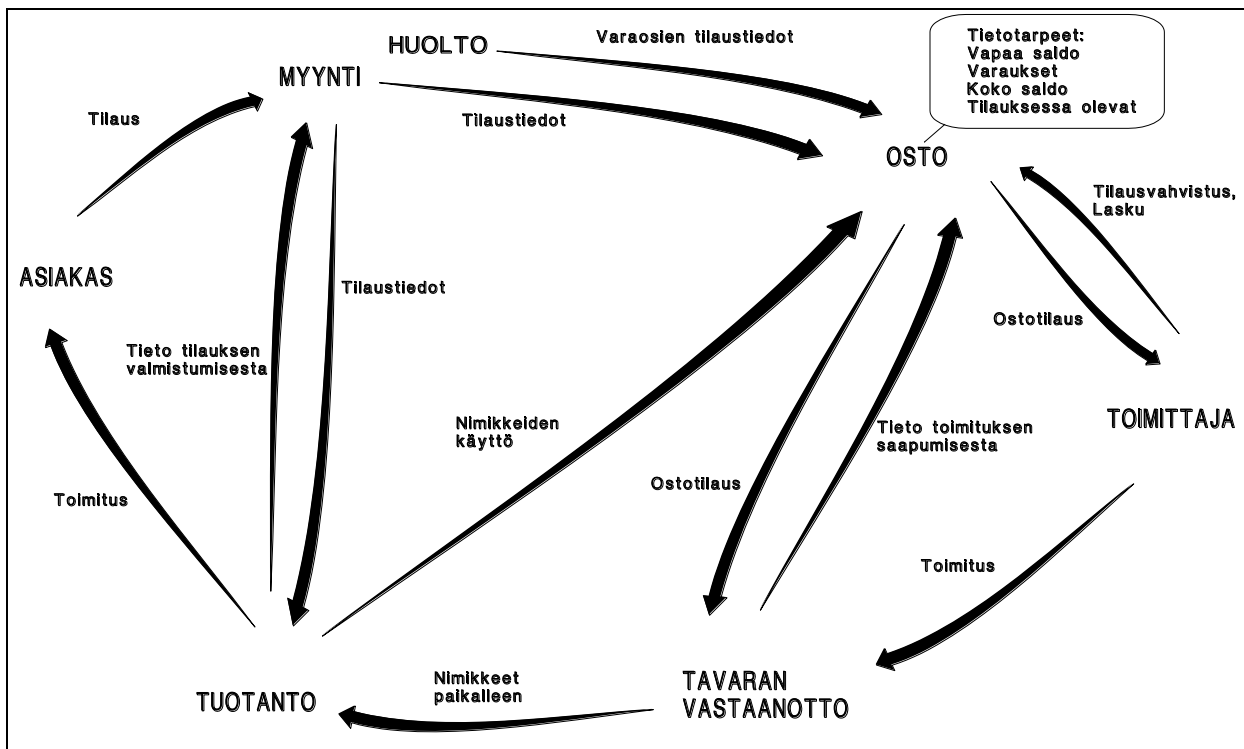 HUOLTO
Varaosien tilaustiedot
Tietotarpeet:
Vapaa saldo
Varaukset
Koko saldo
Tilauksessa olevat
MYYNTI
Tilaus
Tilaustiedot
OSTO
Tilausvahvistus,
Lasku
ASIAKAS
Tilaustiedot
Ostotilaus
Tieto tilauksen
valmistumisesta
Nimikkeiden
käyttö
Tieto toimituksen
saapumisesta
TOIMITTAJA
Toimitus
Ostotilaus
Toimitus
TUOTANTO
Nimikkeet
paikalleen
TAVARAN
VASTAANOTTO